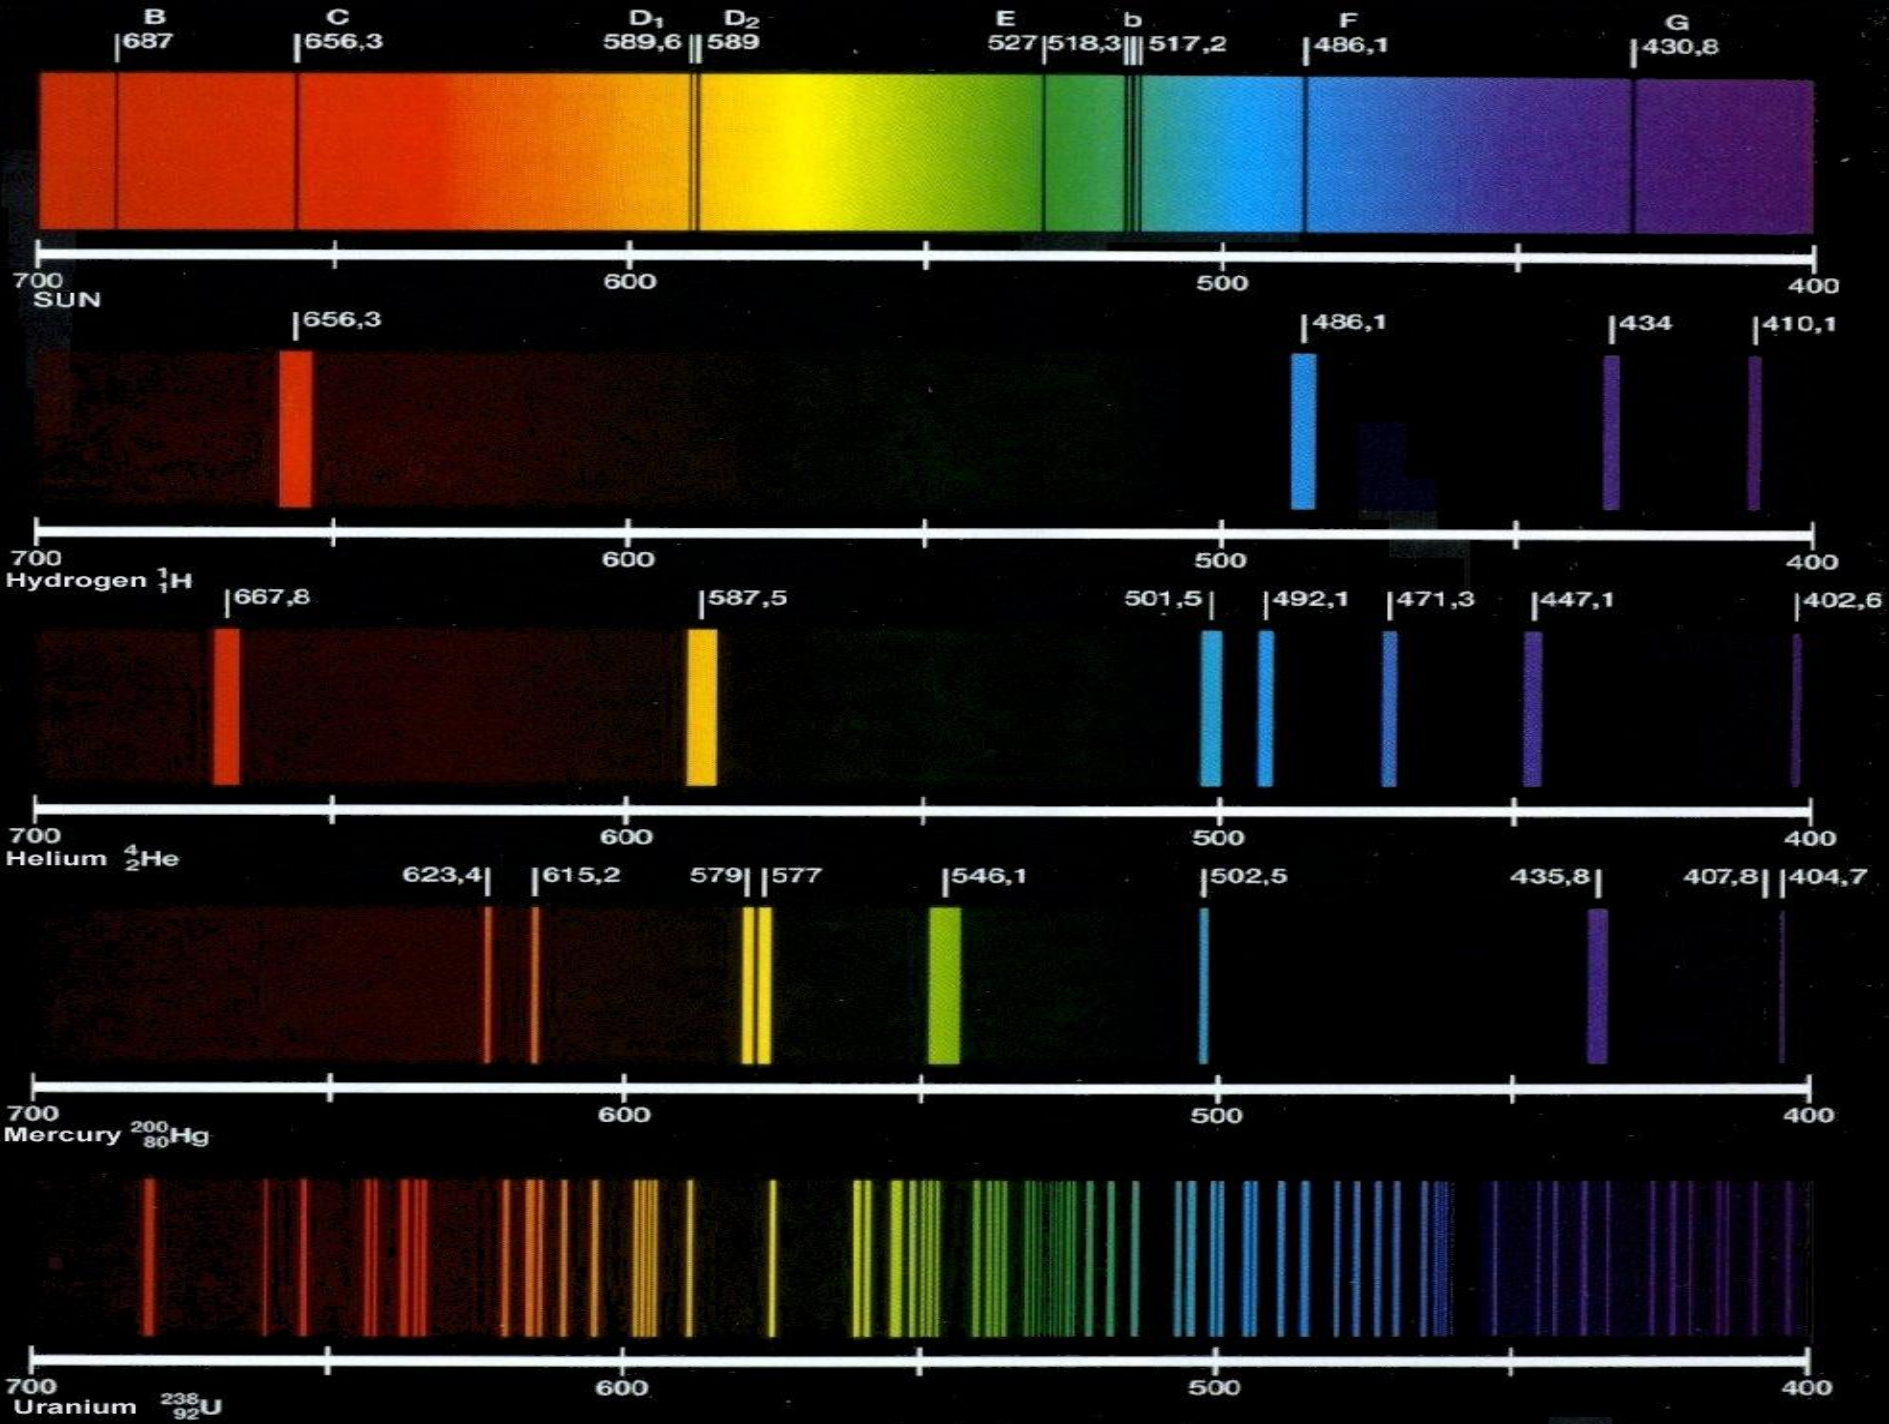 B C D₁ D₂ E b F G
687 656,3 589,6 589 527 518,3 517,2 486,1 430,8
700 600 500 400
SUN
656,3 486,1 434 410,1
700 600 500 400
Hydrogen ¹₁H
667,8 587,5 501,5 492,1 471,3 447,1 402,6
700 600 500 400
Helium ⁴₂He
623,4 615,2 579 577 546,1 502,5 435,8 407,8 404,7
700 600 500 400
Mercury ²⁰⁰₈₀Hg
700 600 500 400
Uranium ²³⁸₉₂U